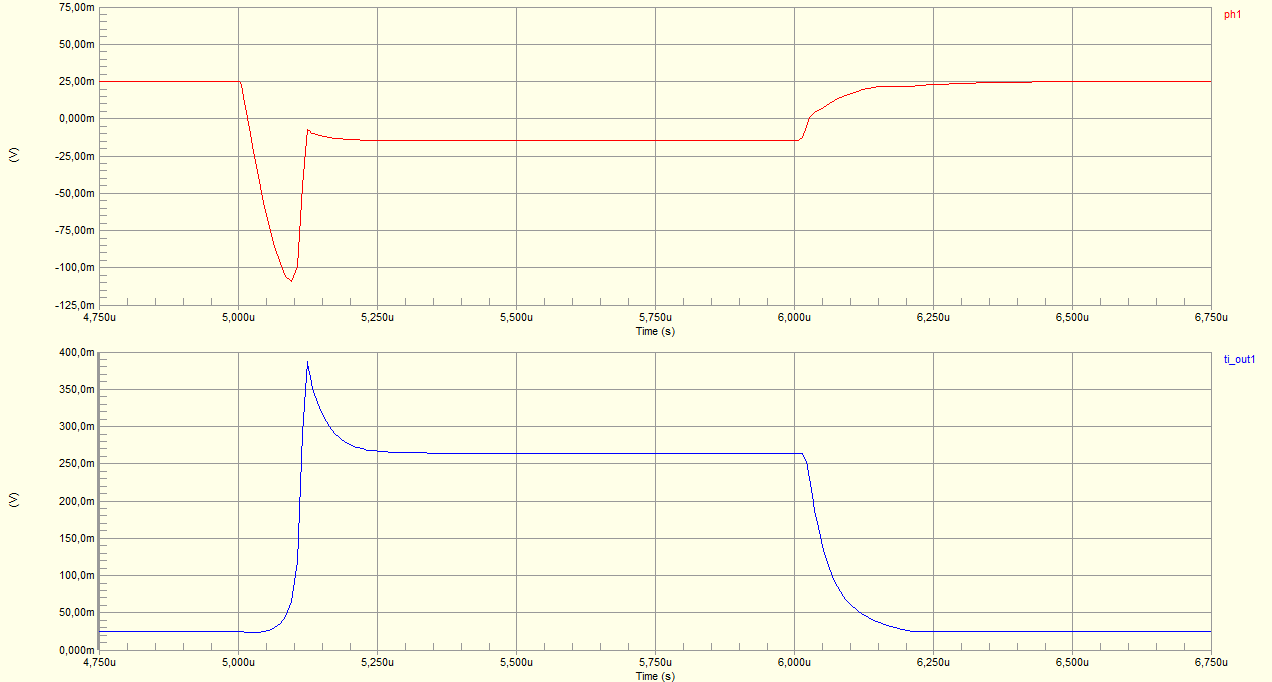 75,00m
ph1
50,00m
25,00m
0,000m
(V)
-25,00m
-50,00m
-75,00m
-100,0m
-125,0m
4,750u 5,000u 5,250u 5,500u 5,750u 6,000u 6,250u 6,500u 6,750u
Time (s)
400,0m
ti_out1
350,0m
300,0m
250,0m
(V)
200,0m
150,0m
100,0m
50,00m
0,000m
4,750u 5,000u 5,250u 5,500u 5,750u 6,000u 6,250u 6,500u 6,750u
Time (s)